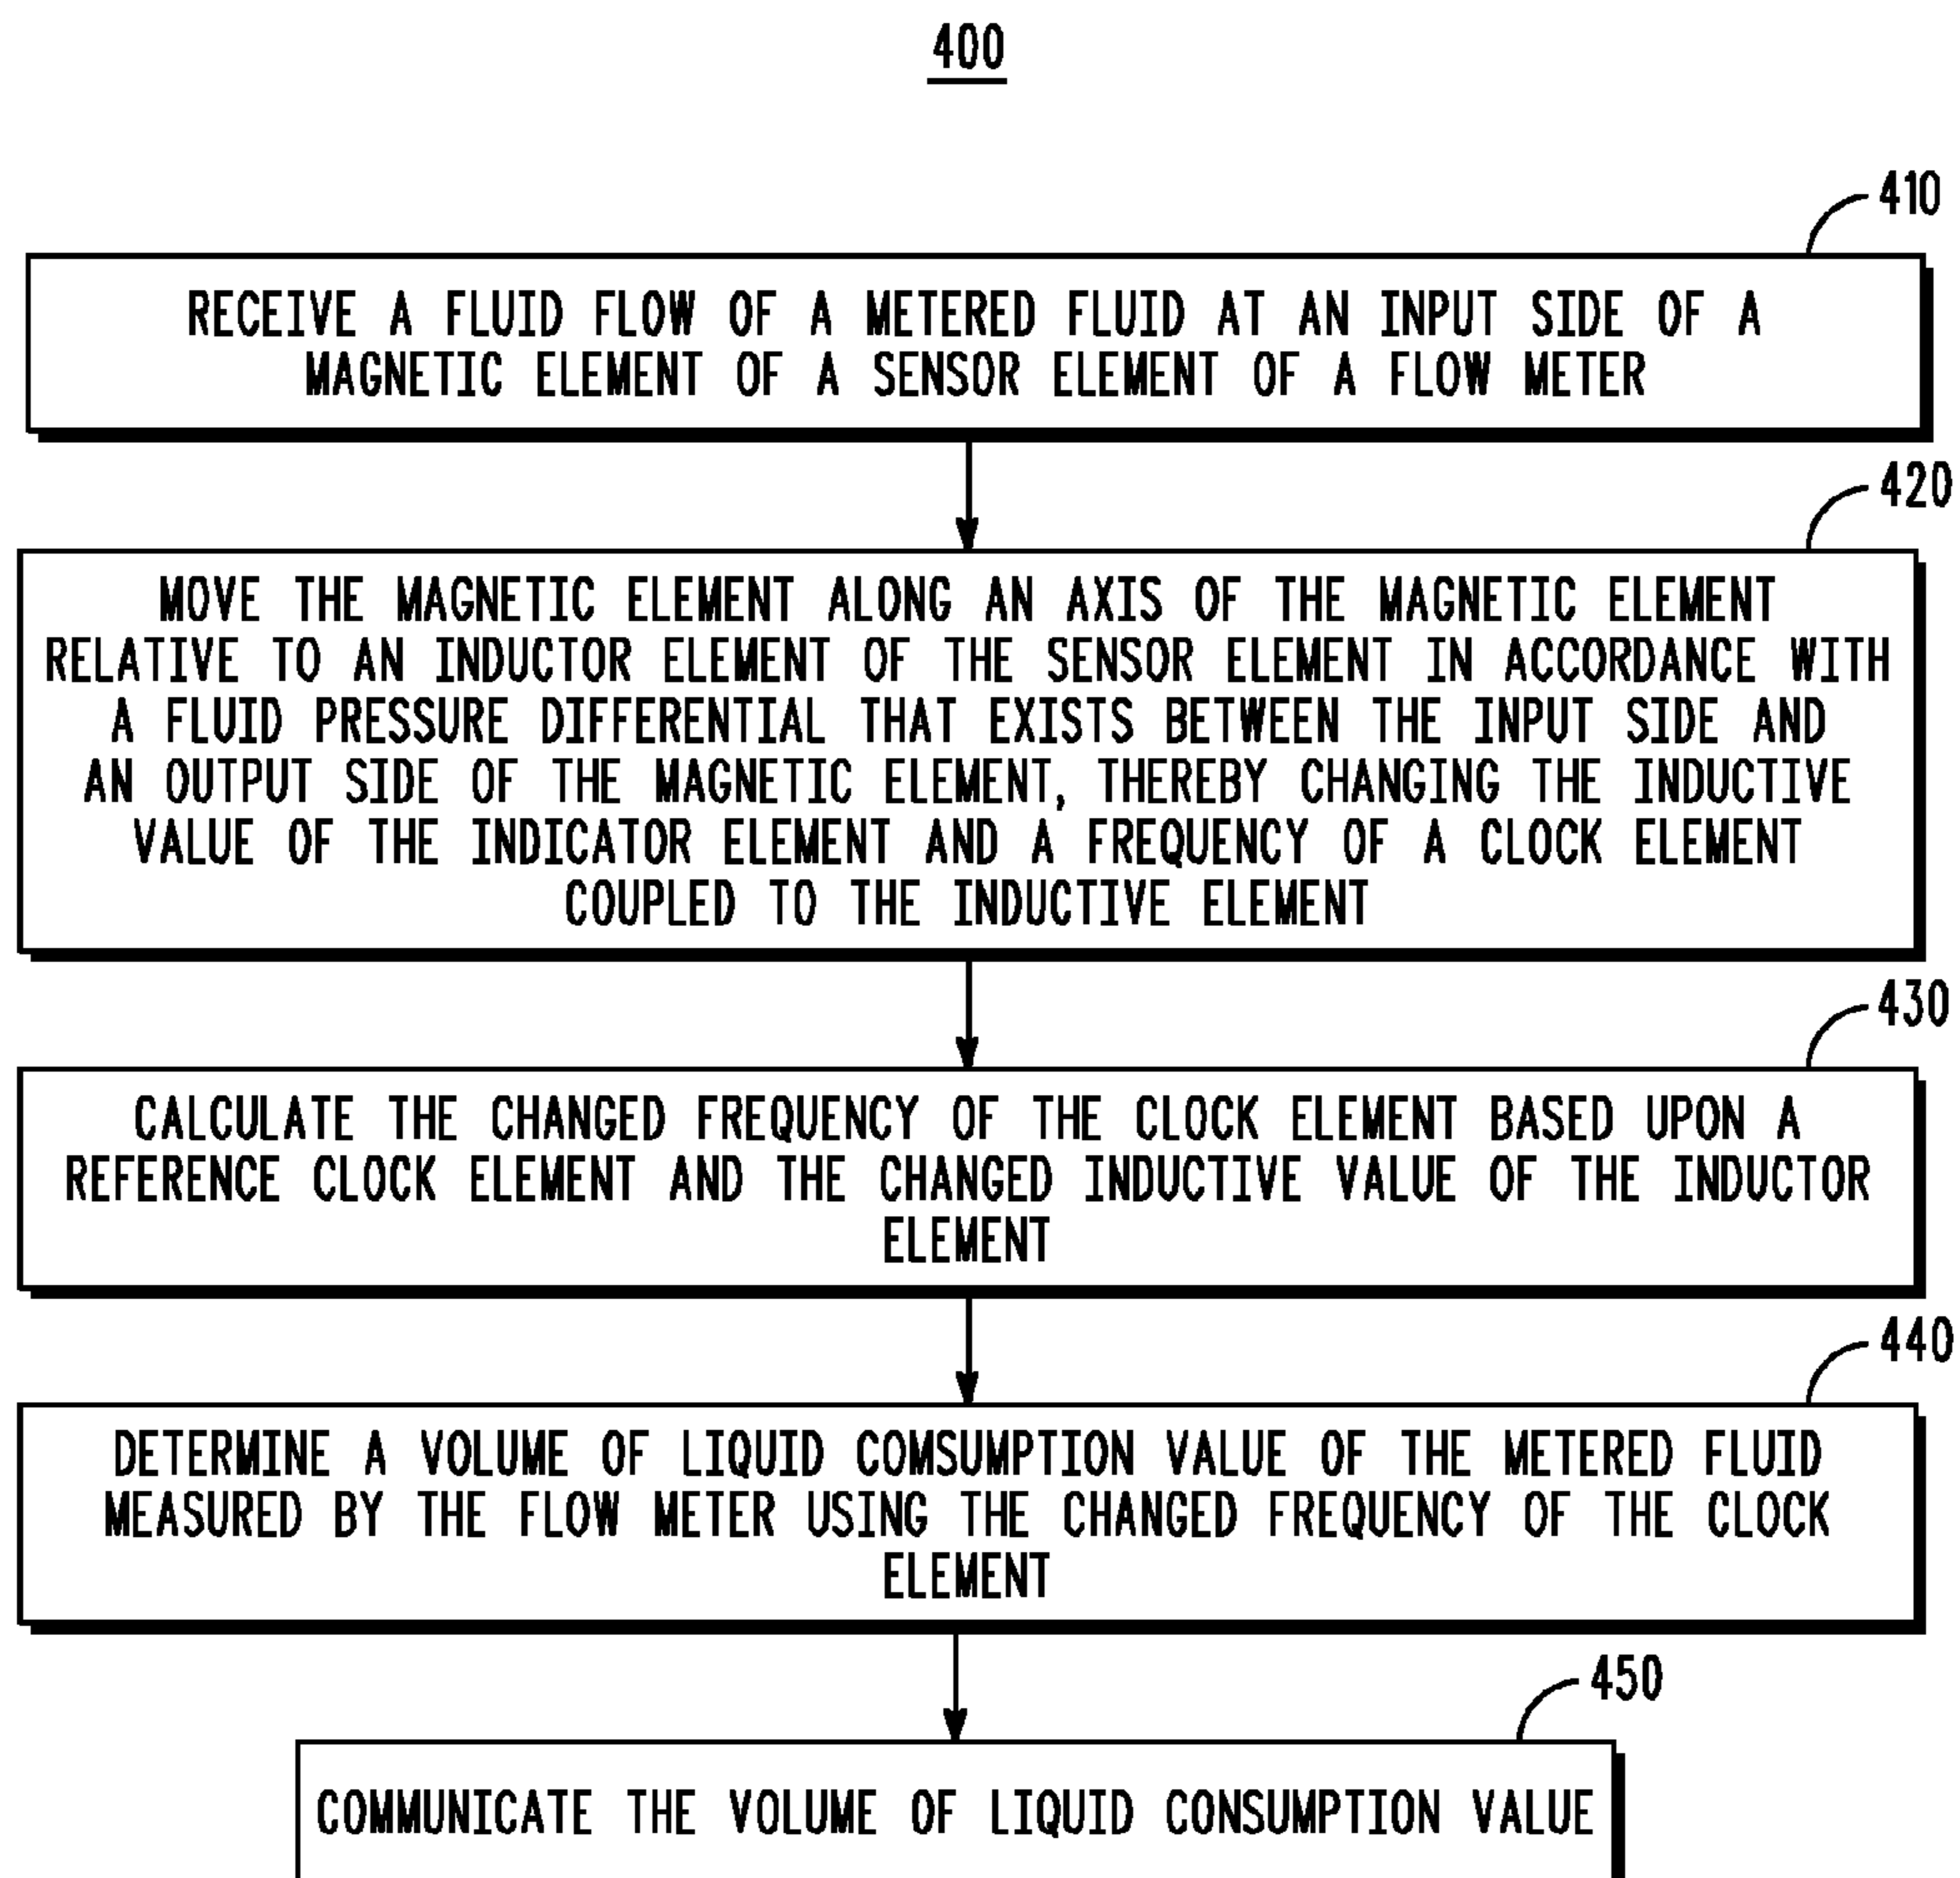 400
410
RECEIVE A FLUID FLOW OF A METERED FLUID AT AN INPUT SIDE OF A
MAGNETIC ELEMENT OF A SENSOR ELEMENT OF A FLOW METER
420
MOVE THE MAGNETIC ELEMENT ALONG AN AXIS OF THE MAGNETIC ELEMENT
RELATIVE TO AN INDUCTOR ELEMENT OF THE SENSOR ELEMENT IN ACCORDANCE WITH
A FLUID PRESSURE DIFFERENTIAL THAT EXISTS BETWEEN THE INPUT SIDE AND
AN OUTPUT SIDE OF THE MAGNETIC ELEMENT, THEREBY CHANGING THE INDUCTIVE
VALUE OF THE INDICATOR ELEMENT AND A FREQUENCY OF A CLOCK ELEMENT
COUPLED TO THE INDUCTIVE ELEMENT
430
CALCULATE THE CHANGED FREQUENCY OF THE CLOCK ELEMENT BASED UPON A
REFERENCE CLOCK ELEMENT AND THE CHANGED INDUCTIVE VALUE OF THE INDUCTOR
ELEMENT
440
DETERMINE A VOLUME OF LIQUID COMSUMPTION VALUE OF THE METERED FLUID
MEASURED BY THE FLOW METER USING THE CHANGED FREQUENCY OF THE CLOCK
ELEMENT
450
COMMUNICATE THE VOLUME OF LIQUID CONSUMPTION VALUE